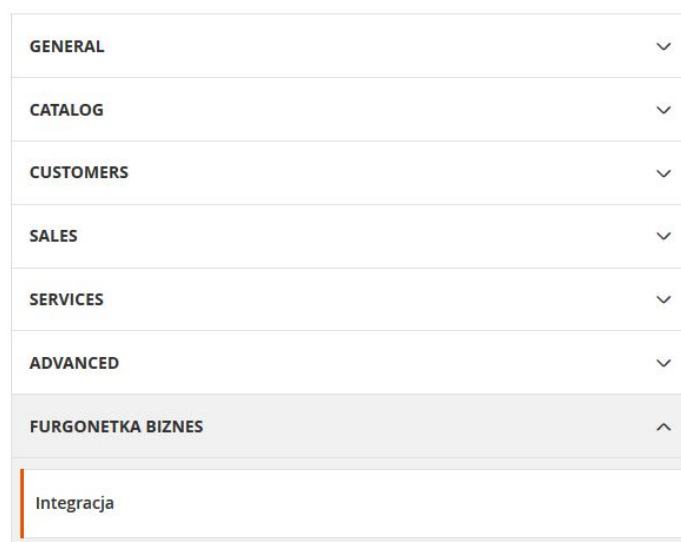 GENERAL
CATALOG
CUSTOMERS
SALES
SERVICES
ADVANCED
FURGONETKA BIZNES
Integracja